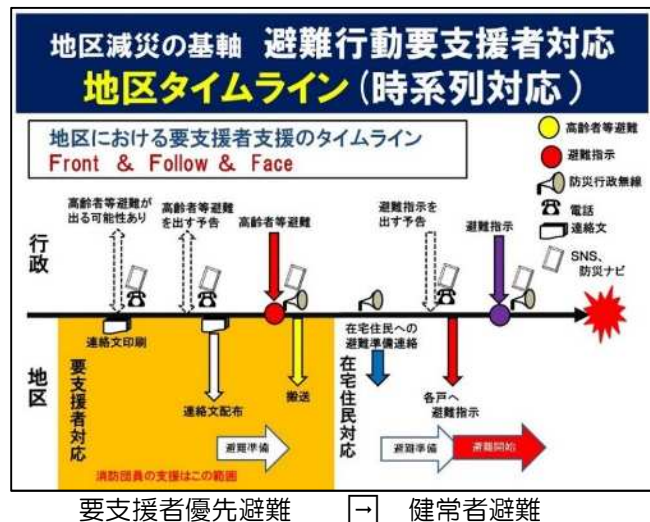 地区減災の基軸 避難行動要支援者対応
地区タイムライン(時系列対応)
地区における要支援者支援のタイムライン
Front & Follow & Face
高齢者等避難
避難指示
防災行政無線
電話
連絡文
SNS、
防災ナビ
行政
高齢者等避難が
出る可能性あり
高齢者等避難
を出す予告
高齢者等避難
避難指示を
出す予告
避難指示
地区
連絡文印刷
要支援者対応
連絡文配布
搬送
避難準備
消防団員の支援はこの範囲
在宅住民対応
在宅住民への
避難準備連絡
各戸へ
避難指示
避難準備
避難開始
要支援者優先避難 → 健常者避難